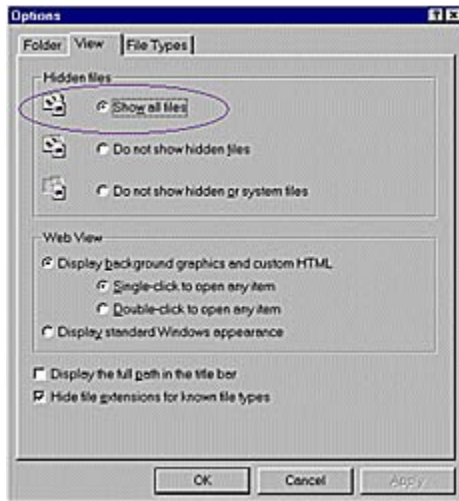 Options
Folder View File Types
Hidden files
Show all files
Do not show hidden files
Do not show hidden or system files
Web View
Display background graphics and custom HTML
Single-click to open any item
Double-click to open any item
Display standard Windows appearance
Display the full path in the title bar
Hide file extensions for known file types
OK Cancel Apply